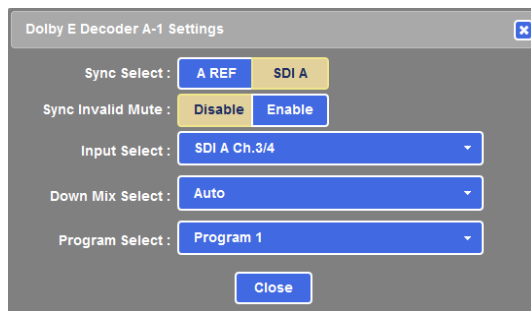 Dolby E Decoder A-1 Settings
Sync Select : A REF SDI A
Sync Invalid Mute : Disable Enable
Input Select : SDI A Ch.3/4
Down Mix Select : Auto
Program Select : Program 1
Close